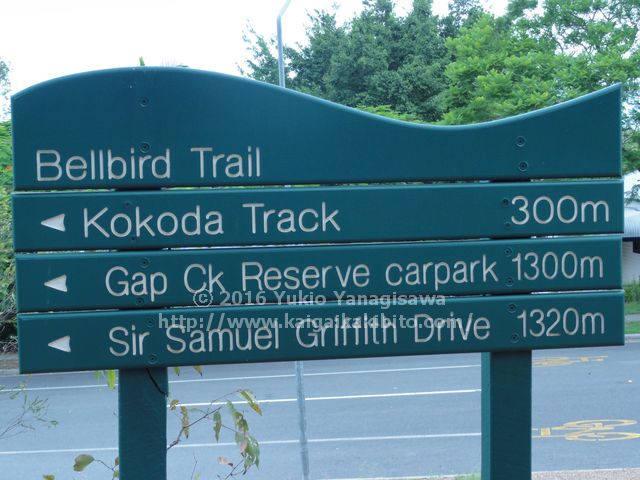 Bellbird Trail
Kokoda Track 300m
Gap Ck Reserve carpark 1300m
© 2016 Yukio Yanagisawa
Sir Samuel Griffith Drive 1320m
http://www.kaigaikakibito.com/